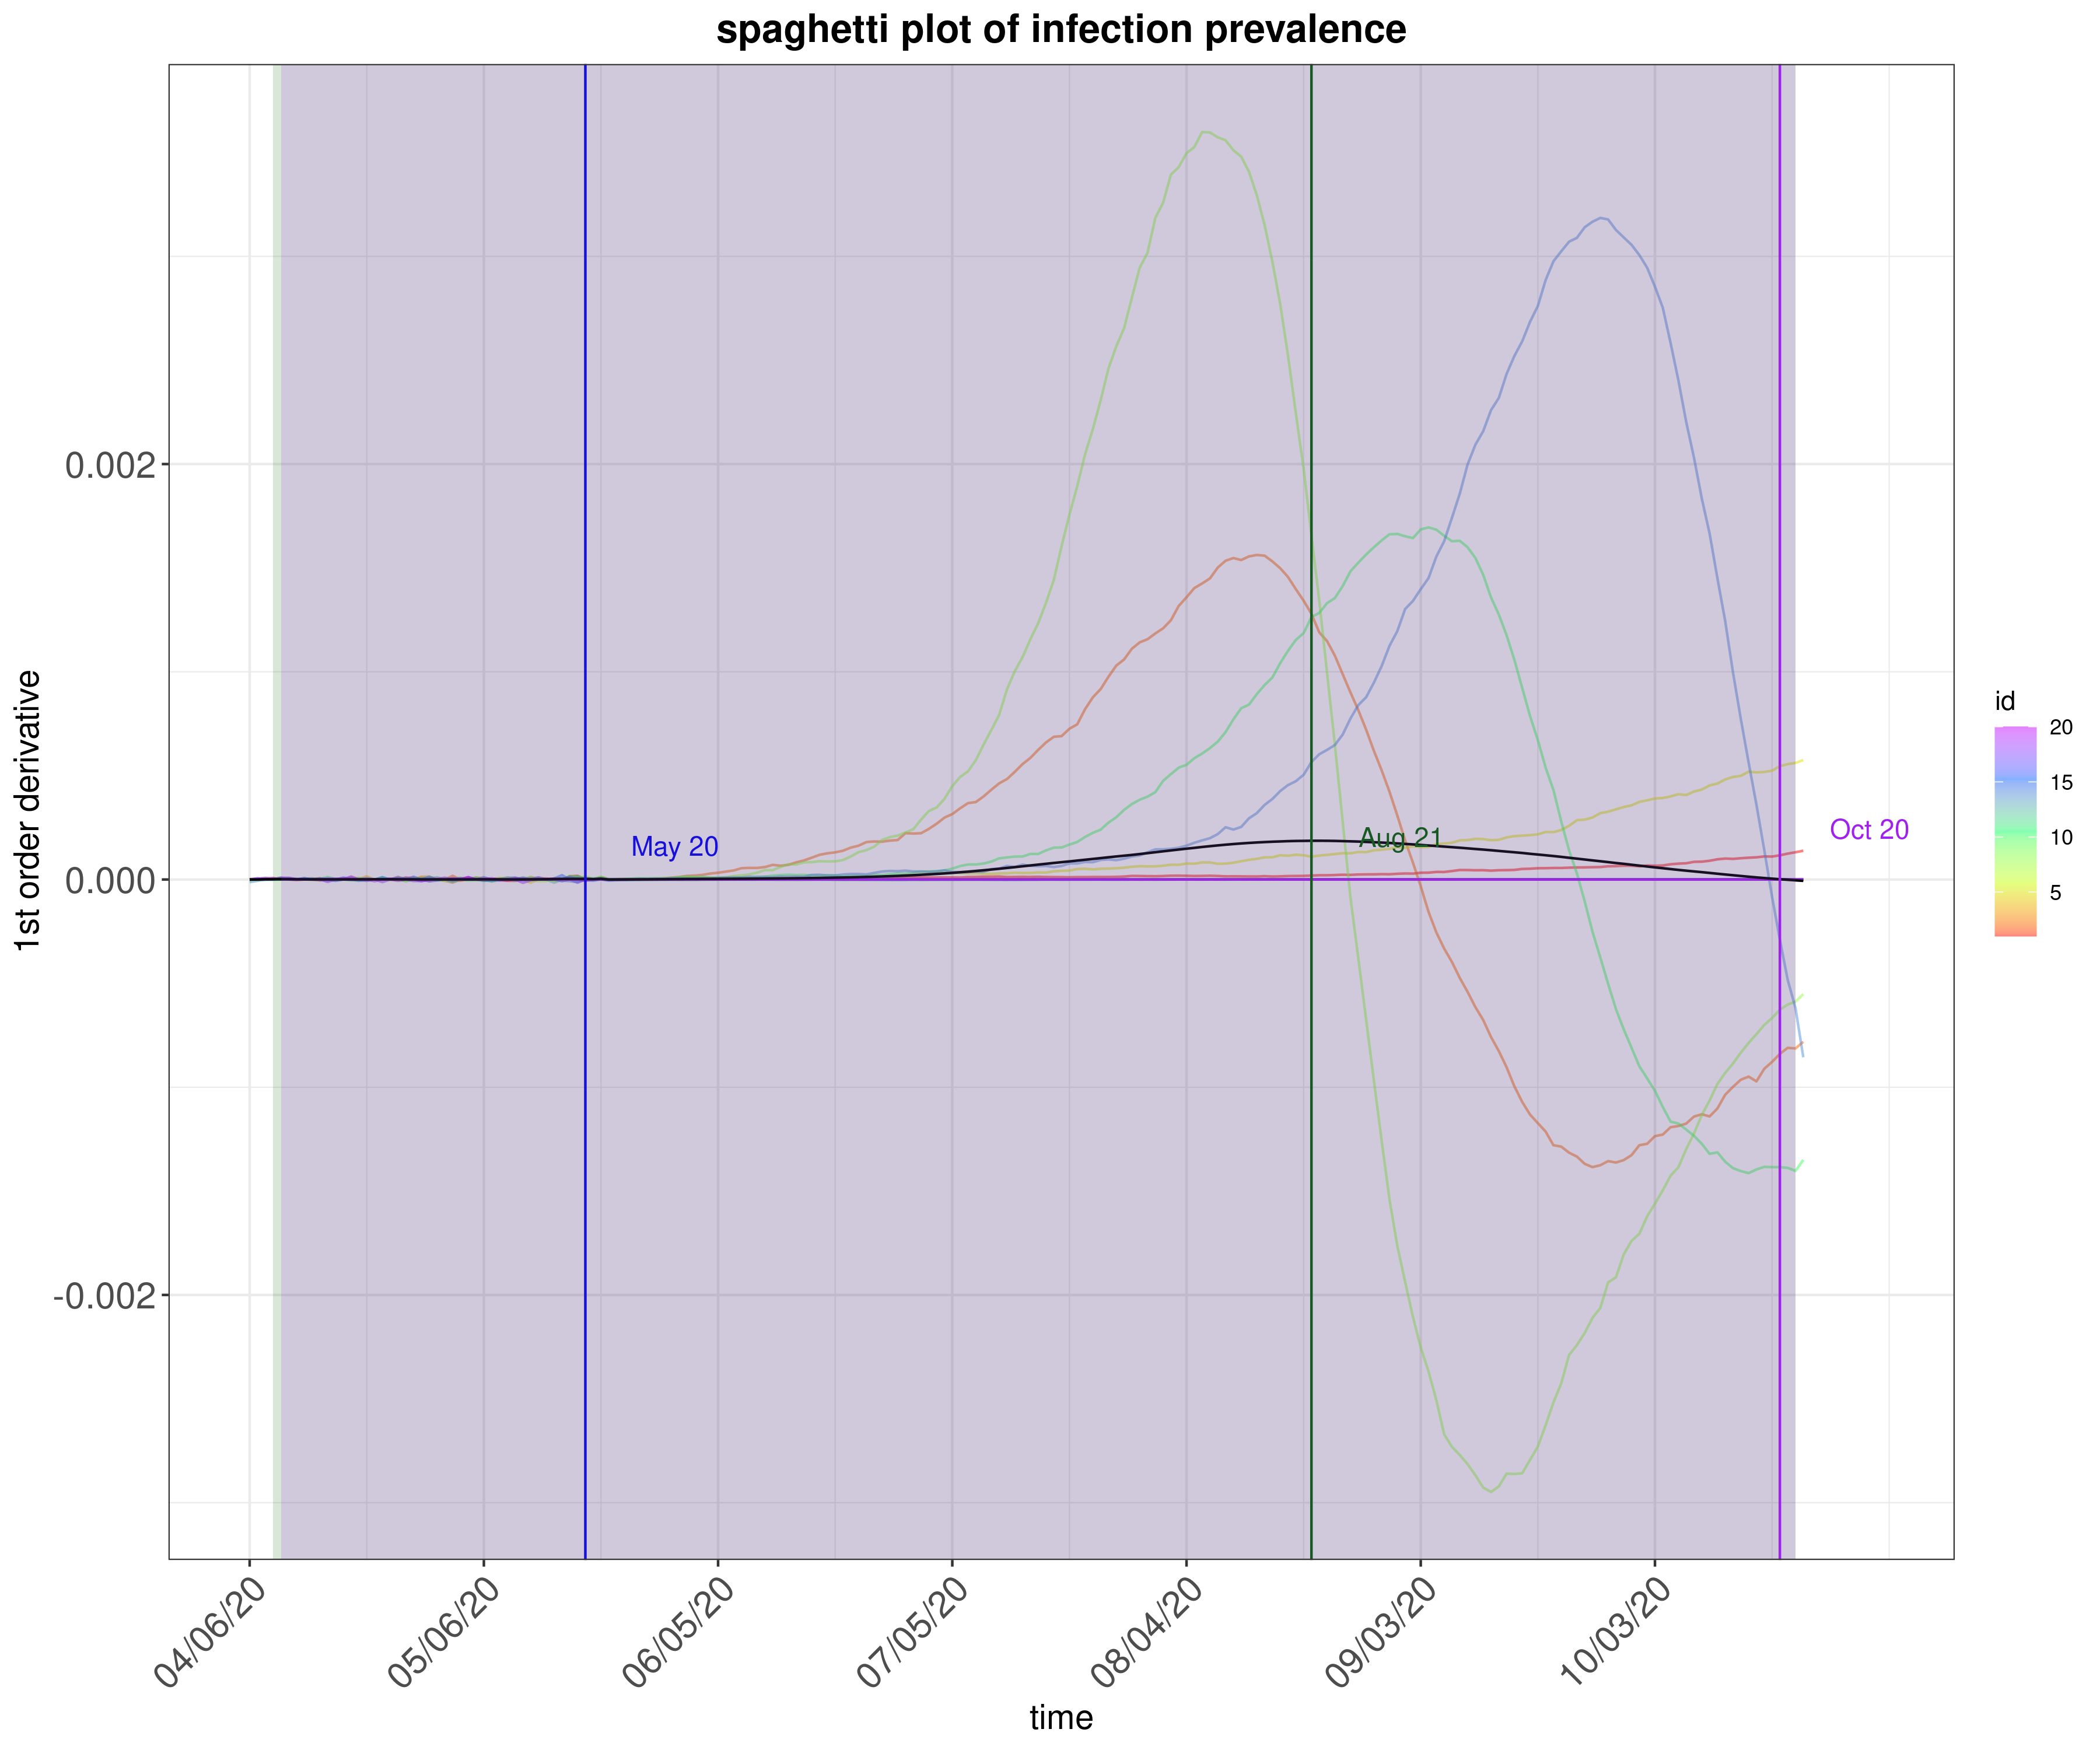 spaghetti plot of infection prevalence
1st order derivative
0.002
0.000
-0.002
May 20
Aug 21
Oct 20
id
20
15
10
5
04/06/20
05/06/20
06/05/20
07/05/20
08/04/20
09/03/20
10/03/20
time